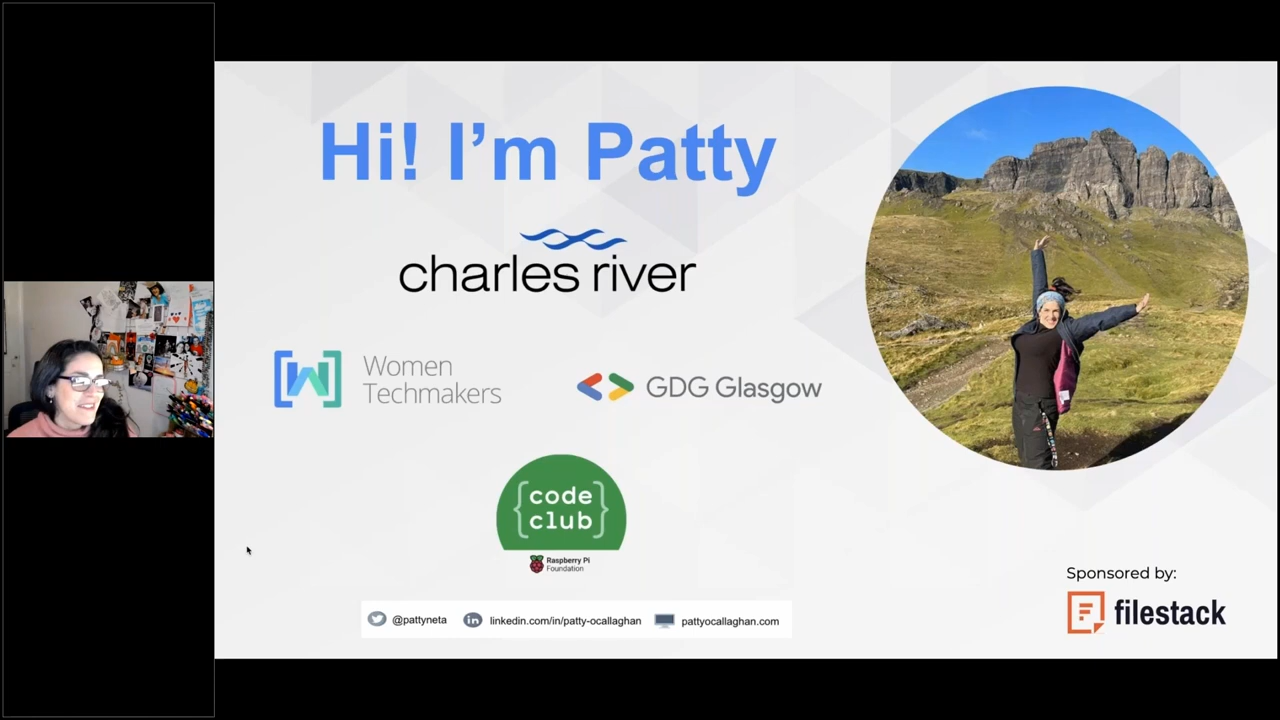 Hi! I'm Patty
charles river
Women
Techmakers
GDG Glasgow
{code
club}
Raspberry Pi
Foundation
@pattyneta
linkedin.com/in/patty-ocallaghan
pattyocallaghan.com
Sponsored by:
filestack